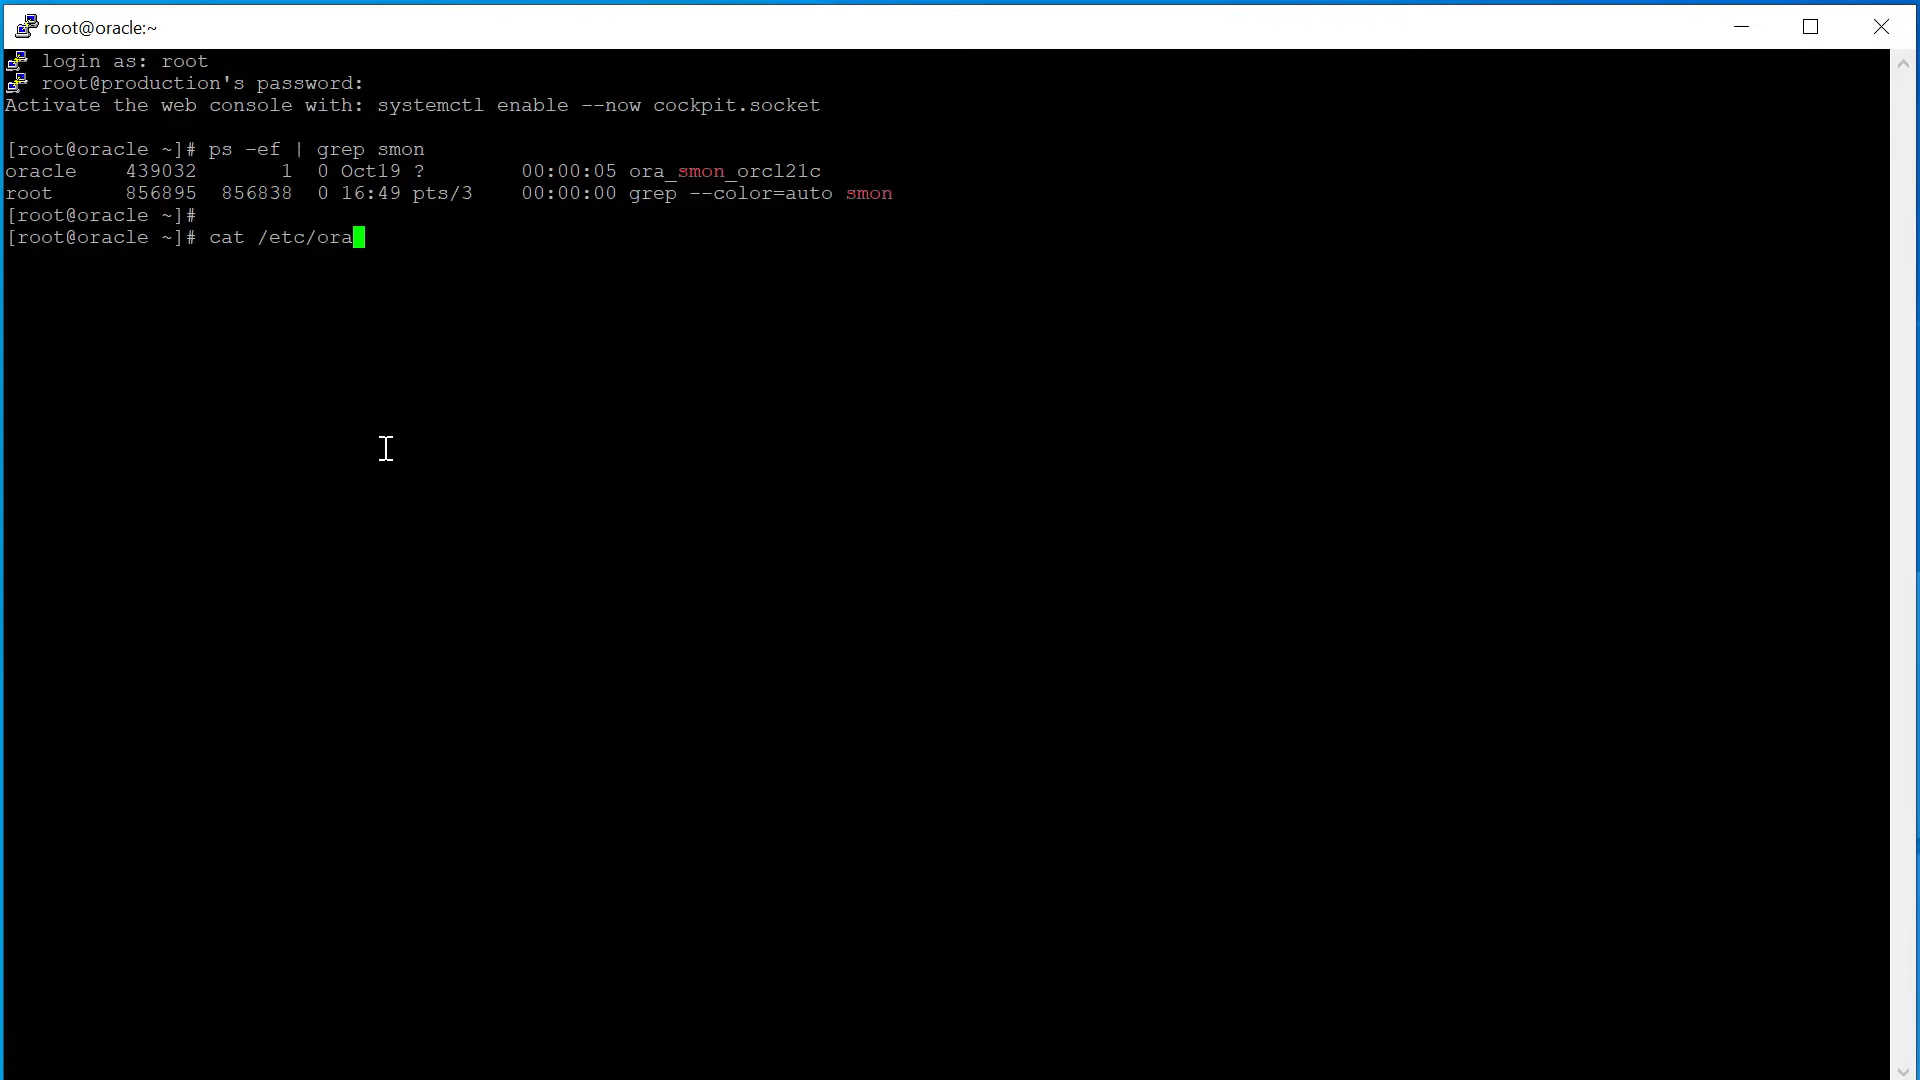 root@oracle:~
login as: root
root@production's password:
Activate the web console with: systemctl enable --now cockpit.socket
[root@oracle ~]# ps -ef | grep smon
oracle    439032       1  0 Oct19 ?        00:00:05 ora_smon_orcl21c
root      856895  856838  0 16:49 pts/3    00:00:00 grep --color=auto smon
[root@oracle ~]#
[root@oracle ~]# cat /etc/ora